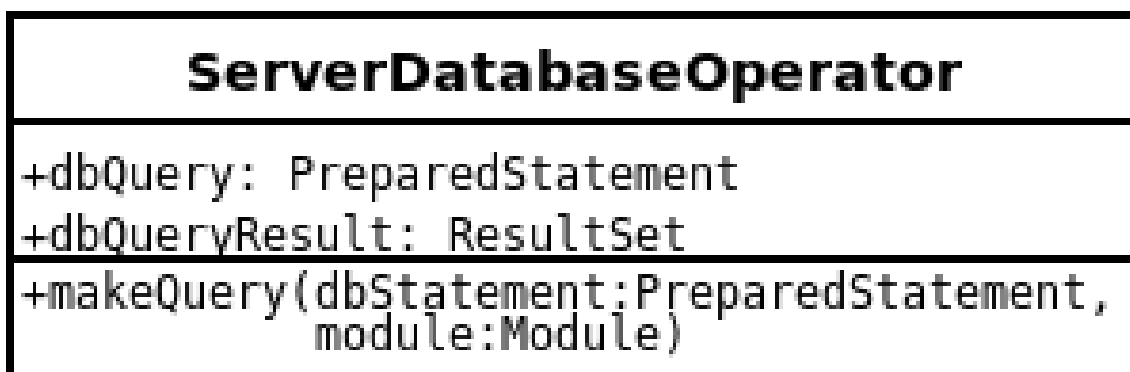 ServerDatabaseOperator
+dbQuery: PreparedStatement
+dbQueryResult: ResultSet
+makeQuery(dbStatement:PreparedStatement,
module:Module)